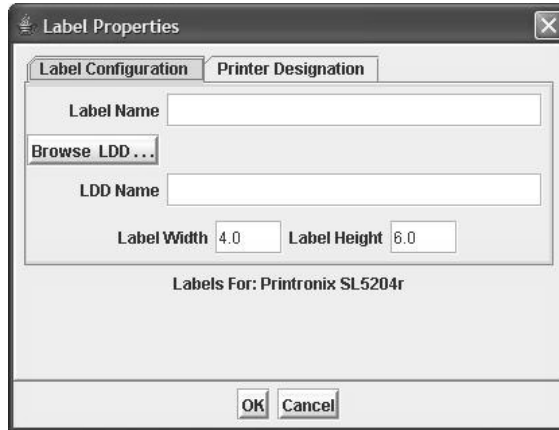 Label Properties
Label Configuration Printer Designation
Label Name
Browse LDD ...
LDD Name
Label Width 4.0 Label Height 6.0
Labels For: Printronix SL5204r
OK Cancel